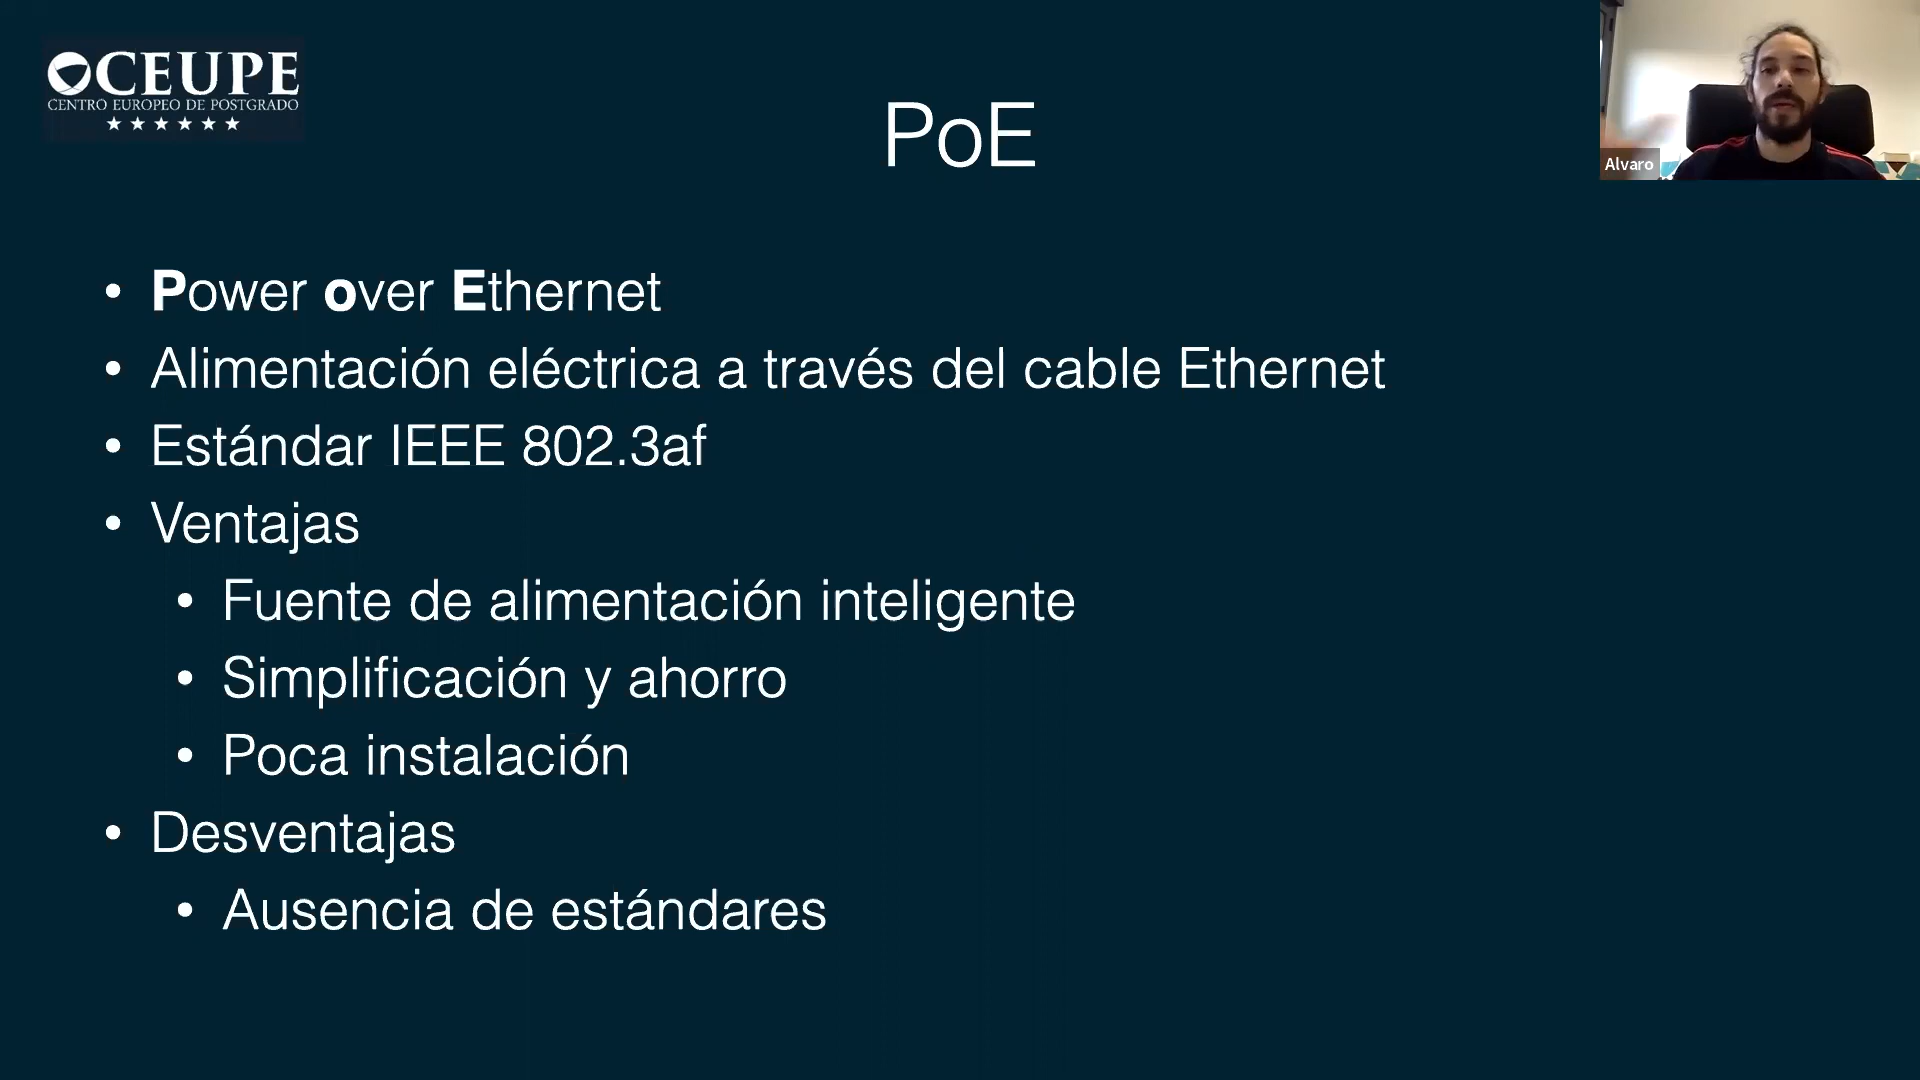 CEUPE
CENTRO EUROPEO DE POSTGRADO
PoE
Alvaro
• Power over Ethernet
• Alimentación eléctrica a través del cable Ethernet
• Estándar IEEE 802.3af
• Ventajas
• Fuente de alimentación inteligente
• Simplificación y ahorro
• Poca instalación
• Desventajas
• Ausencia de estándares